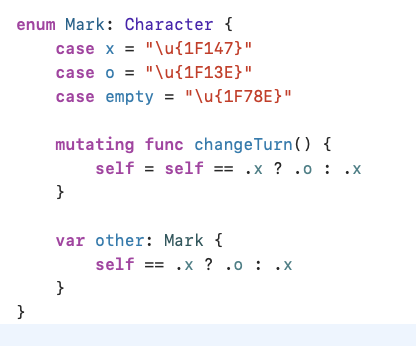 enum Mark: Character {
    case x = "\u{1F147}"
    case o = "\u{1F13E}"
    case empty = "\u{1F78E}"

    mutating func changeTurn() {
        self = self == .x ? .o : .x
    }

    var other: Mark {
        self == .x ? .o : .x
    }
}